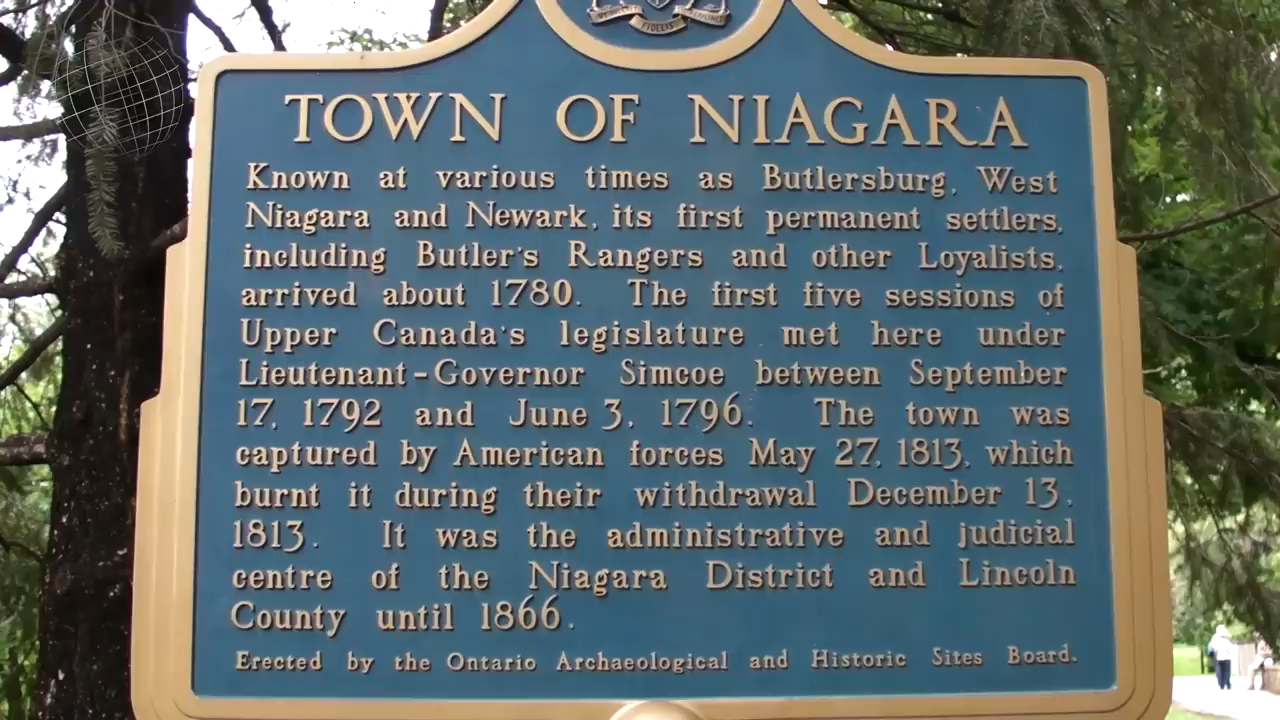 FIDELIS
TOWN OF NIAGARA
Known at various times as Butlersburg, West
Niagara and Newark, its first permanent settlers,
including Butler's Rangers and other Loyalists,
arrived about 1780. The first five sessions of
Upper Canada's legislature met here under
Lieutenant-Governor Simcoe between September
17, 1792 and June 3, 1796. The town was
captured by American forces May 27, 1813, which
burnt it during their withdrawal December 13,
1813. It was the administrative and judicial
centre of the Niagara District and Lincoln
County until 1866.
Erected by the Ontario Archaeological and Historic Sites Board.